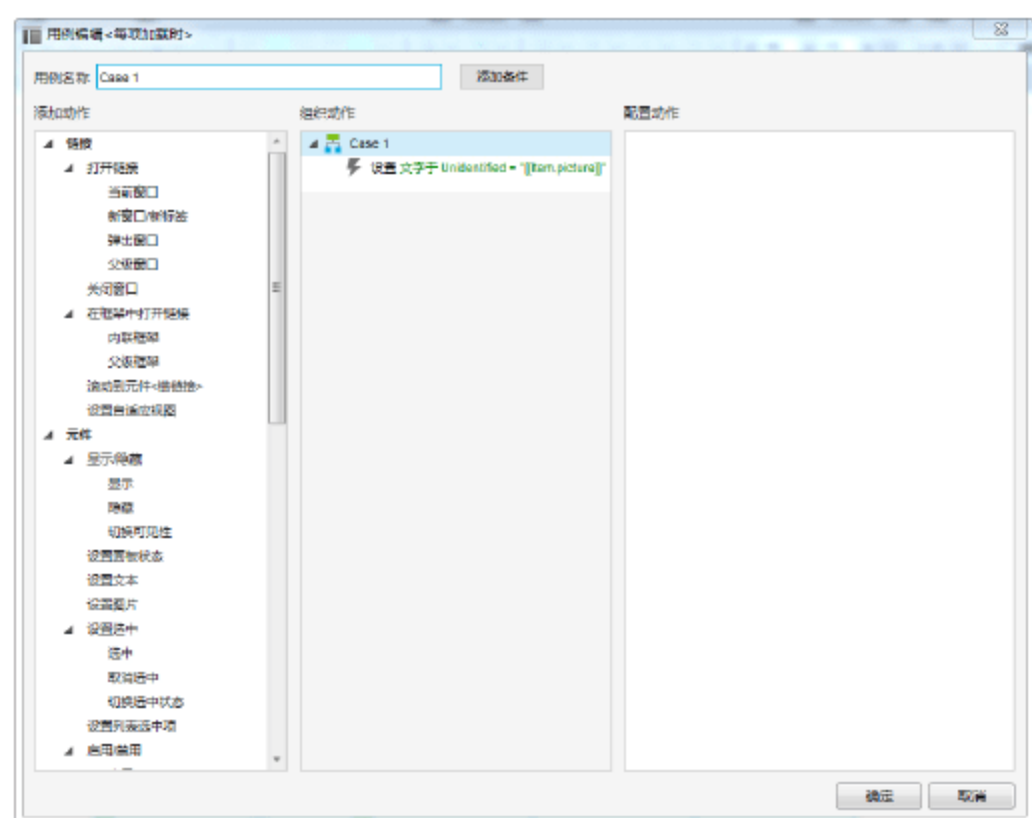 用例编辑<每项加载时>
用例名称 Case 1 添加条件
添加动作 组织动作 配置动作
链接
打开链接
当前窗口
新窗口/新标签
弹出窗口
父级窗口
关闭窗口
在框架中打开链接
内联框架
父级框架
滚动到元件<锚链接>
设置自适应视图
元件
显示/隐藏
显示
隐藏
切换可见性
设置面板状态
设置文本
设置图片
设置选中
选中
取消选中
切换选中状态
设置列表选中项
启用/禁用
Case 1
设置 文字于 Unidentified = "[[Item.picture]]"
确定 取消